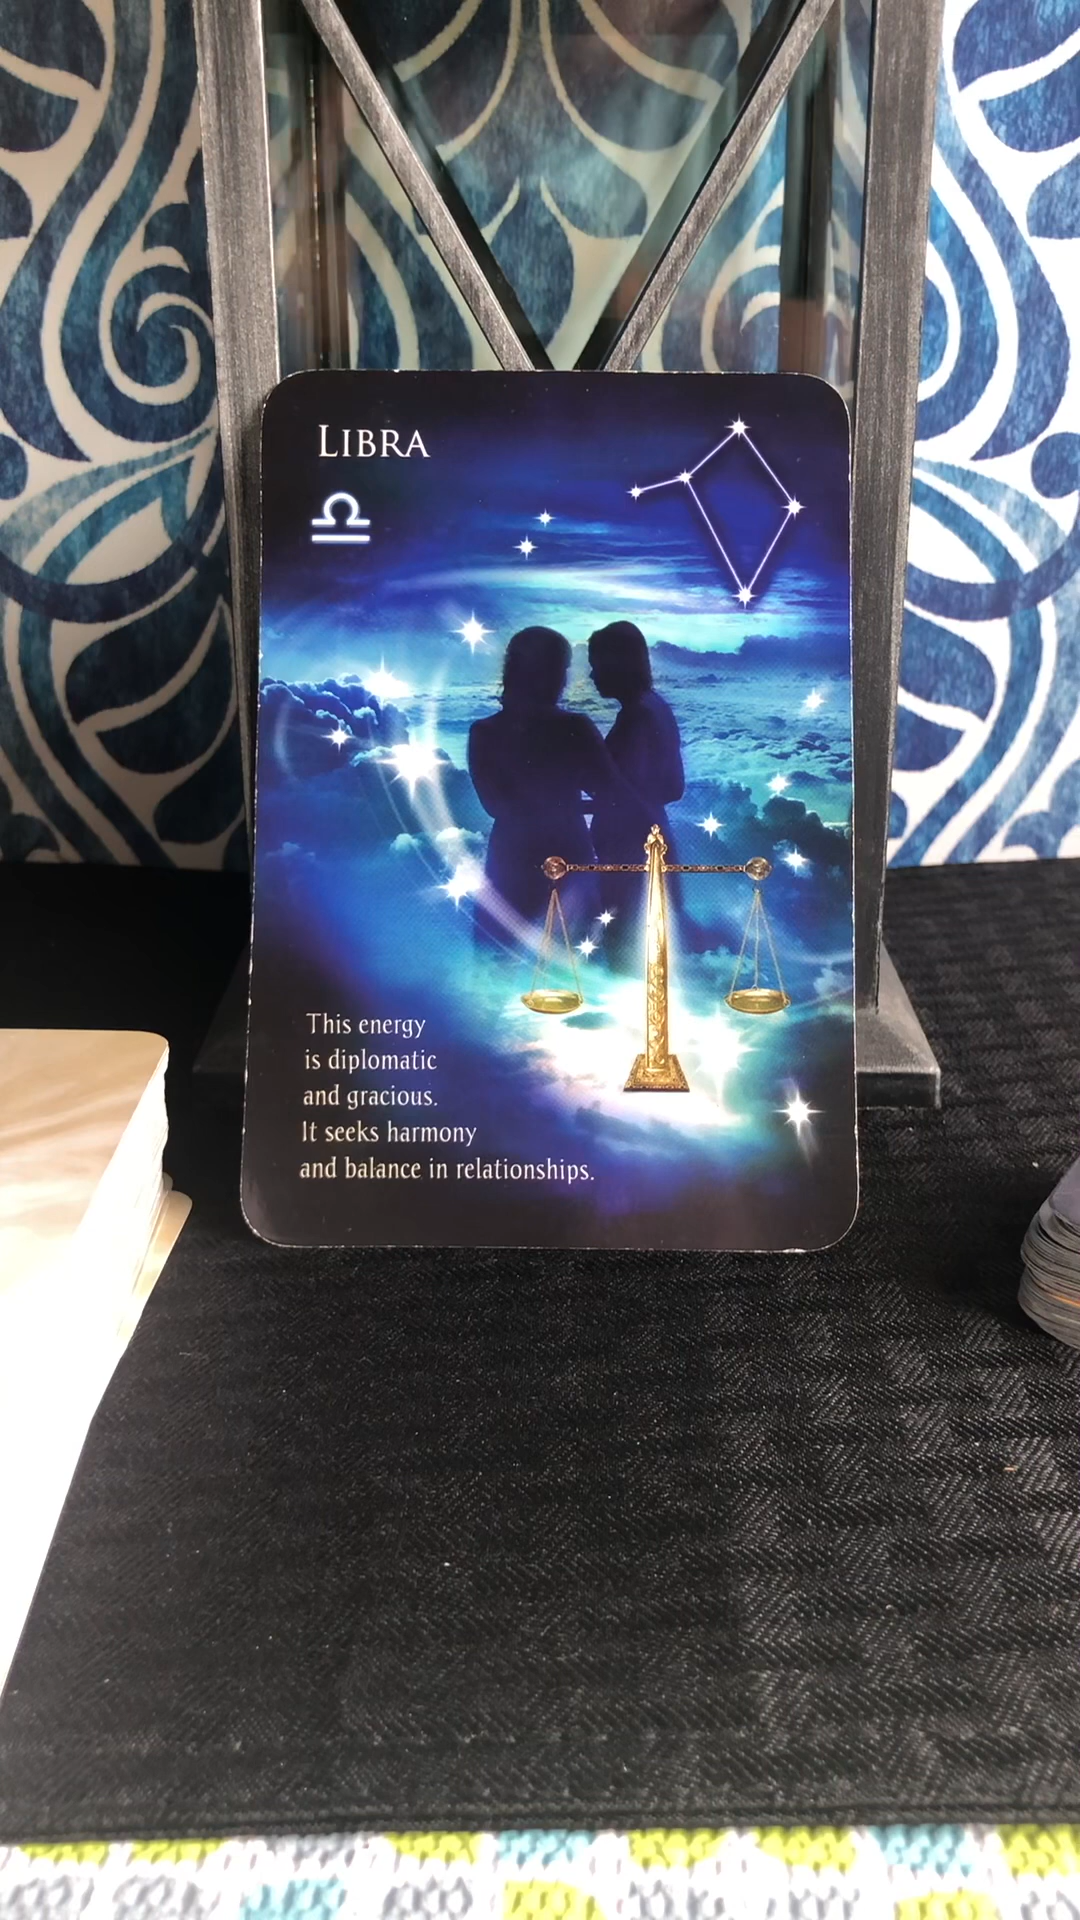 LIBRA
This energy
is diplomatic
and gracious.
It seeks harmony
and balance in relationships.